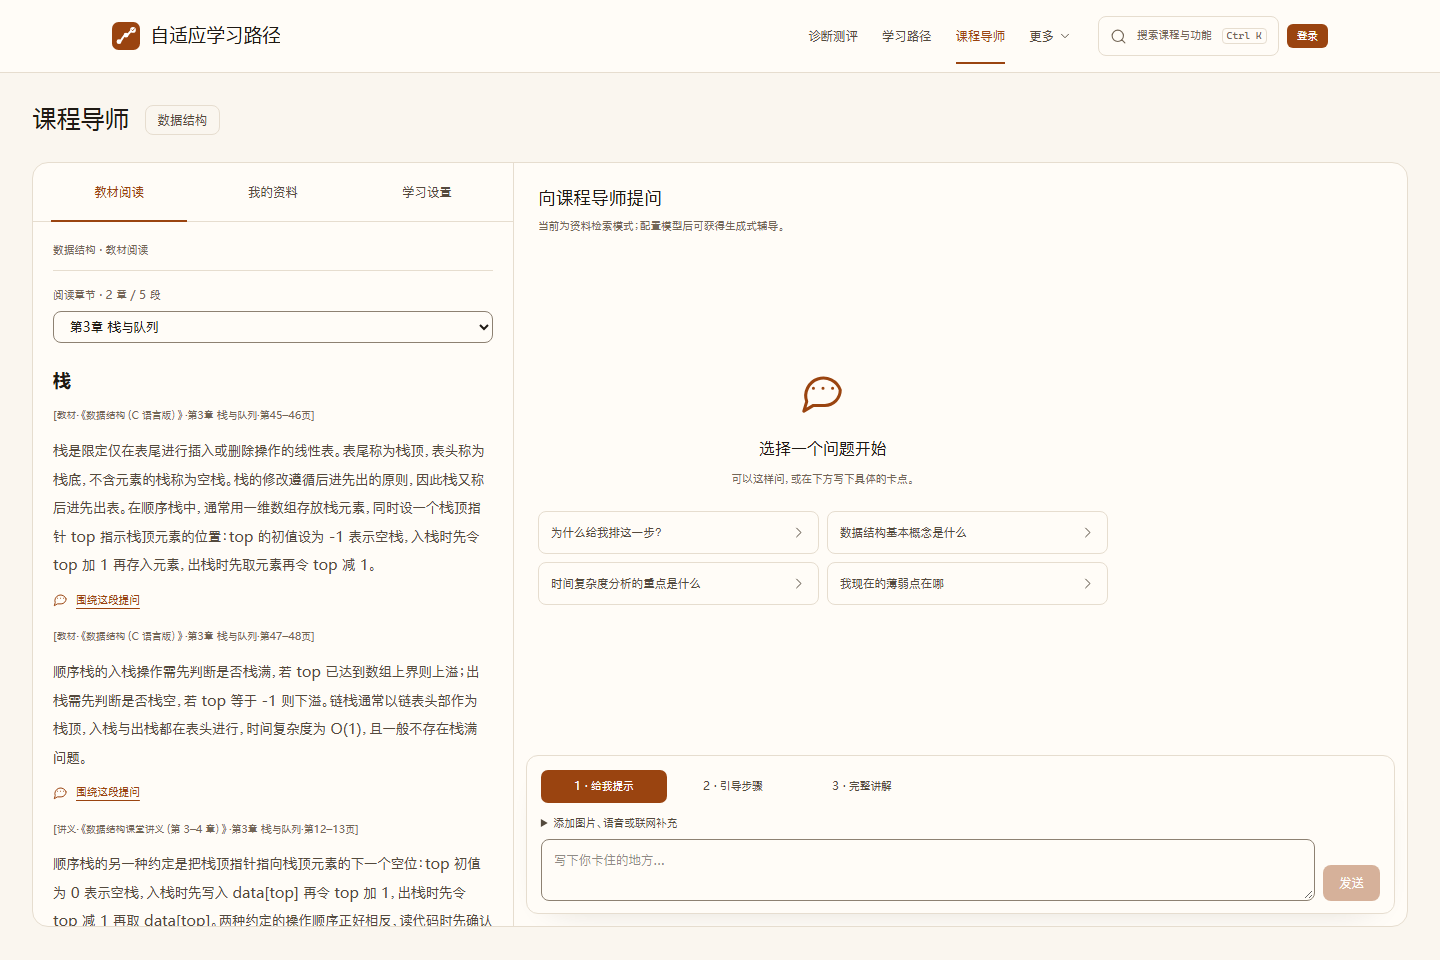 自适应学习路径
诊断测评
学习路径
课程导师
更多
搜索课程与功能
Ctrl K
登录
课程导师
数据结构
教材阅读
我的资料
学习设置
数据结构 · 教材阅读
阅读章节 · 2 章 / 5 段
第3章 栈与队列
栈
[教材·《数据结构 (C 语言版) 》·第3章 栈与队列·第45–46页]
栈是限定仅在表尾进行插入或删除操作的线性表。表尾称为栈顶，表头称为
栈底，不含元素的栈称为空栈。栈的修改遵循后进先出的原则，因此栈又称
后进先出表。在顺序栈中，通常用一维数组存放栈元素，同时设一个栈顶指
针 top 指示栈顶元素的位置：top 的初值设为 -1 表示空栈，入栈时先令
top 加 1 再存入元素，出栈时先取元素再令 top 减 1。
围绕这段提问
[教材·《数据结构 (C 语言版) 》·第3章 栈与队列·第47–48页]
顺序栈的入栈操作需先判断是否栈满，若 top 已达到数组上界则上溢；出
栈需先判断是否栈空，若 top 等于 -1 则下溢。链栈通常以链表头部作为
栈顶，入栈与出栈都在表头进行，时间复杂度为 O(1)，且一般不存在栈满
问题。
围绕这段提问
[讲义·《数据结构课堂讲义 (第 3–4 章) 》·第3章 栈与队列·第12–13页]
顺序栈的另一种约定是把栈顶指针指向栈顶元素的下一个空位：top 初值
为 0 表示空栈，入栈时先写入 data[top] 再令 top 加 1，出栈时先令
top 减 1 再取 data[top]。两种约定的操作顺序正好相反，读代码时先确认
向课程导师提问
当前为资料检索模式；配置模型后可获得生成式辅导。
选择一个问题开始
可以这样问，或在下方写下具体的卡点。
为什么给我排这一步?
数据结构基本概念是什么
时间复杂度分析的重点是什么
我现在的薄弱点在哪
1 · 给我提示
2 · 引导步骤
3 · 完整讲解
添加图片、语音或联网补充
写下你卡住的地方...
发送